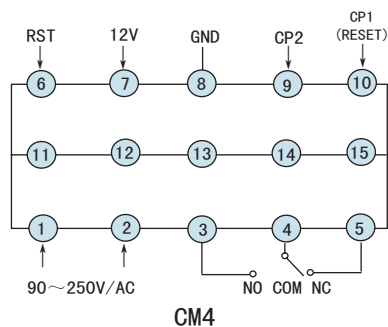 CP1
RST 12V GND CP2 (RESET)
6 7 8 9 10
11 12 13 14 15
1 2 3 4 5
90～250V/AC NO COM NC
CM4